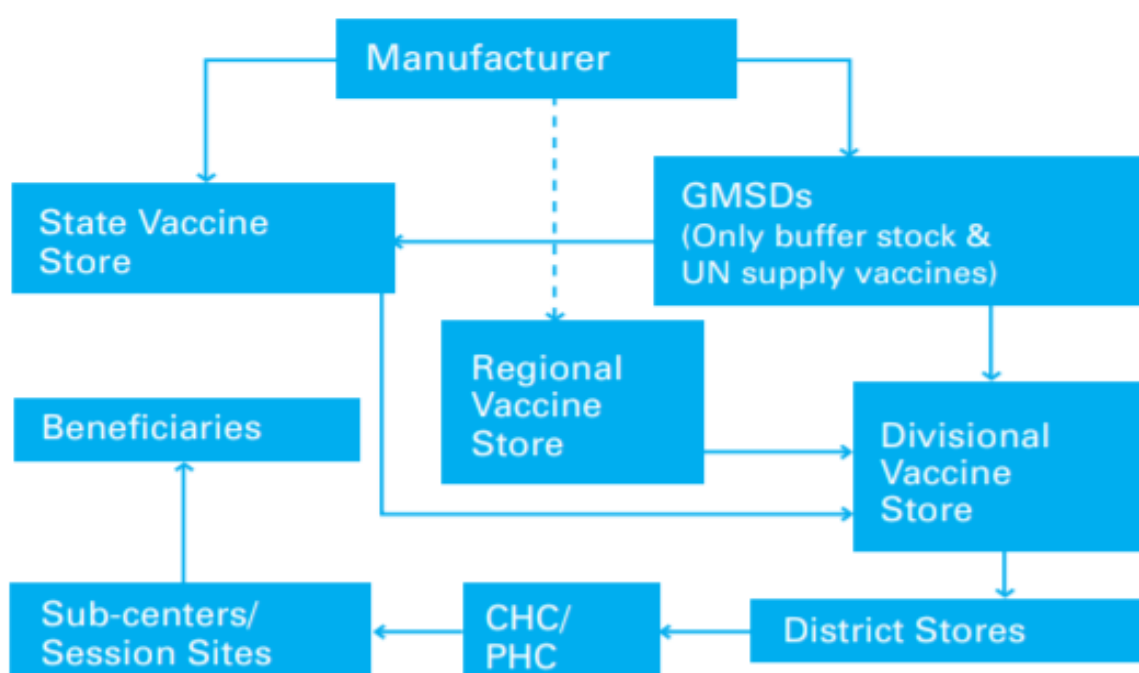 Manufacturer
State Vaccine
Store
GMSDs
(Only buffer stock &
UN supply vaccines)
Regional
Vaccine
Store
Divisional
Vaccine
Store
Beneficiaries
Sub-centers/
Session Sites
CHC/
PHC
District Stores